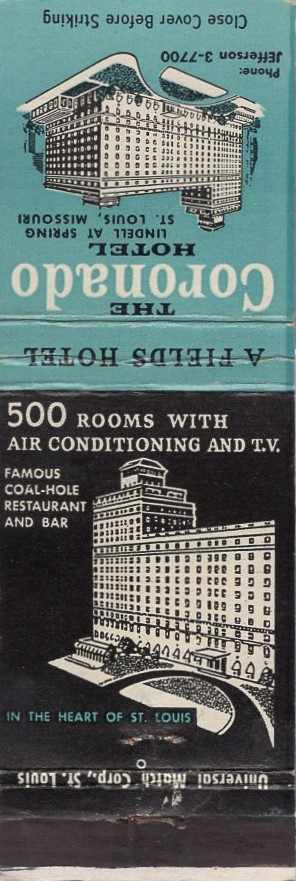 THE
Coronado
HOTEL
LINDELL AT SPRING
ST. LOUIS, MISSOURI
Phone:
JEfferson 3-7700
Close Cover Before Striking
A FIELDS HOTEL
500 ROOMS WITH
AIR CONDITIONING AND T.V.
FAMOUS
COAL-HOLE
RESTAURANT
AND BAR
IN THE HEART OF ST. LOUIS
Universal Match Corp., St. Louis